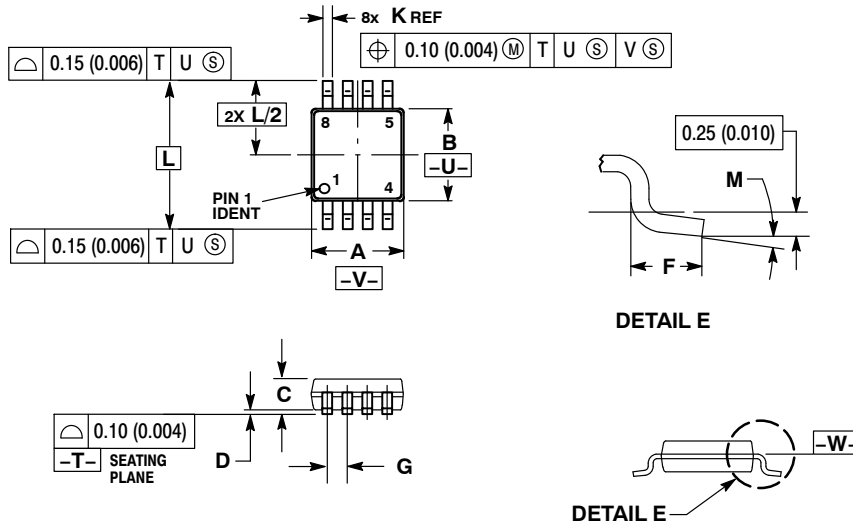 8x K REF
⌓ 0.15 (0.006) T U Ⓢ
⌖ 0.10 (0.004) Ⓜ T U Ⓢ V Ⓢ
2X L/2
8 5
B
–U–
L
PIN 1
IDENT
1
4
⌓ 0.15 (0.006) T U Ⓢ
A
–V–
0.25 (0.010)
M
F
DETAIL E
C
⌓ 0.10 (0.004)
–T– SEATING
PLANE
D
G
–W–
DETAIL E